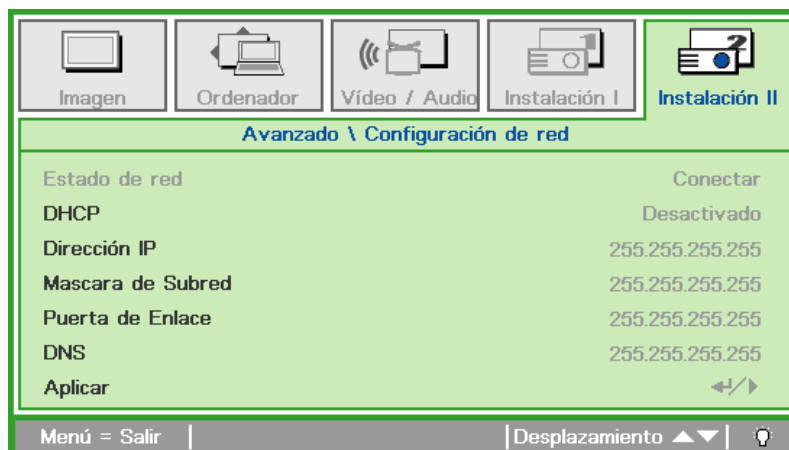 Imagen Ordenador Vídeo / Audio Instalación I Instalación II
Avanzado \ Configuración de red
Estado de red Conectar
DHCP Desactivado
Dirección IP 255.255.255.255
Mascara de Subred 255.255.255.255
Puerta de Enlace 255.255.255.255
DNS 255.255.255.255
Aplicar
Menú = Salir Desplazamiento